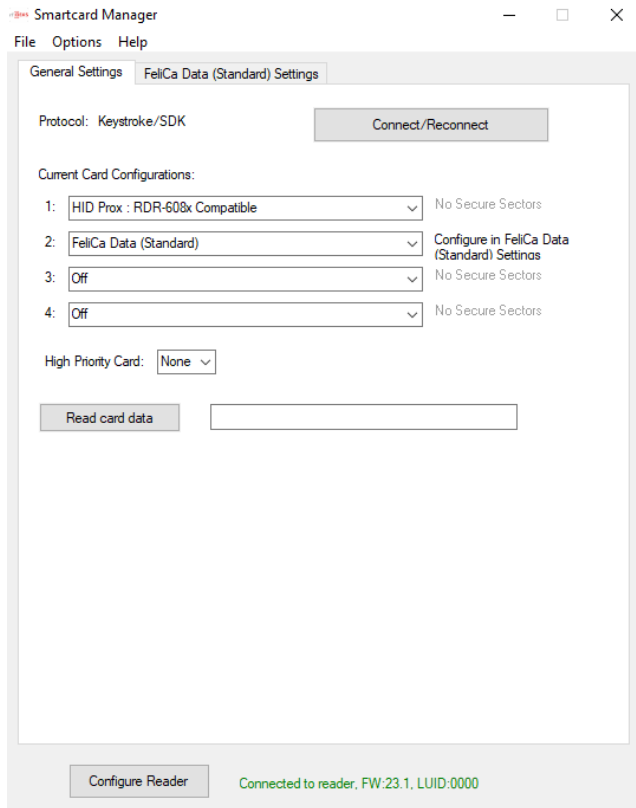 Smartcard Manager
File Options Help
General Settings FeliCa Data (Standard) Settings
Protocol: Keystroke/SDK Connect/Reconnect
Current Card Configurations:
1: HID Prox : RDR-608x Compatible No Secure Sectors
2: FeliCa Data (Standard) Configure in FeliCa Data
(Standard) Settings
3: Off No Secure Sectors
4: Off No Secure Sectors
High Priority Card: None
Read card data
Configure Reader Connected to reader, FW:23.1, LUID:0000